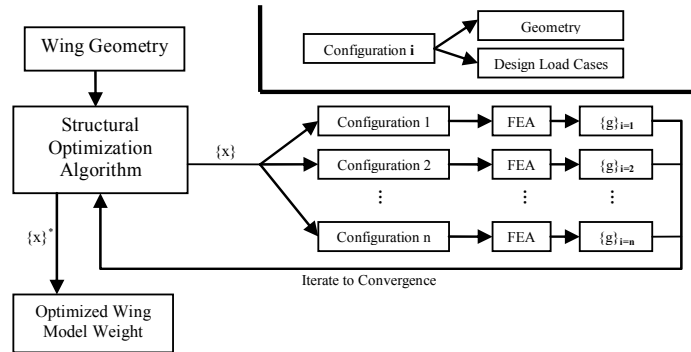 Wing Geometry
Configuration i
Geometry
Design Load Cases
Structural
Optimization
Algorithm
{x}
Configuration 1
FEA
{g}i=1
Configuration 2
FEA
{g}i=2
⋮
⋮
⋮
Configuration n
FEA
{g}i=n
{x}*
Iterate to Convergence
Optimized Wing
Model Weight